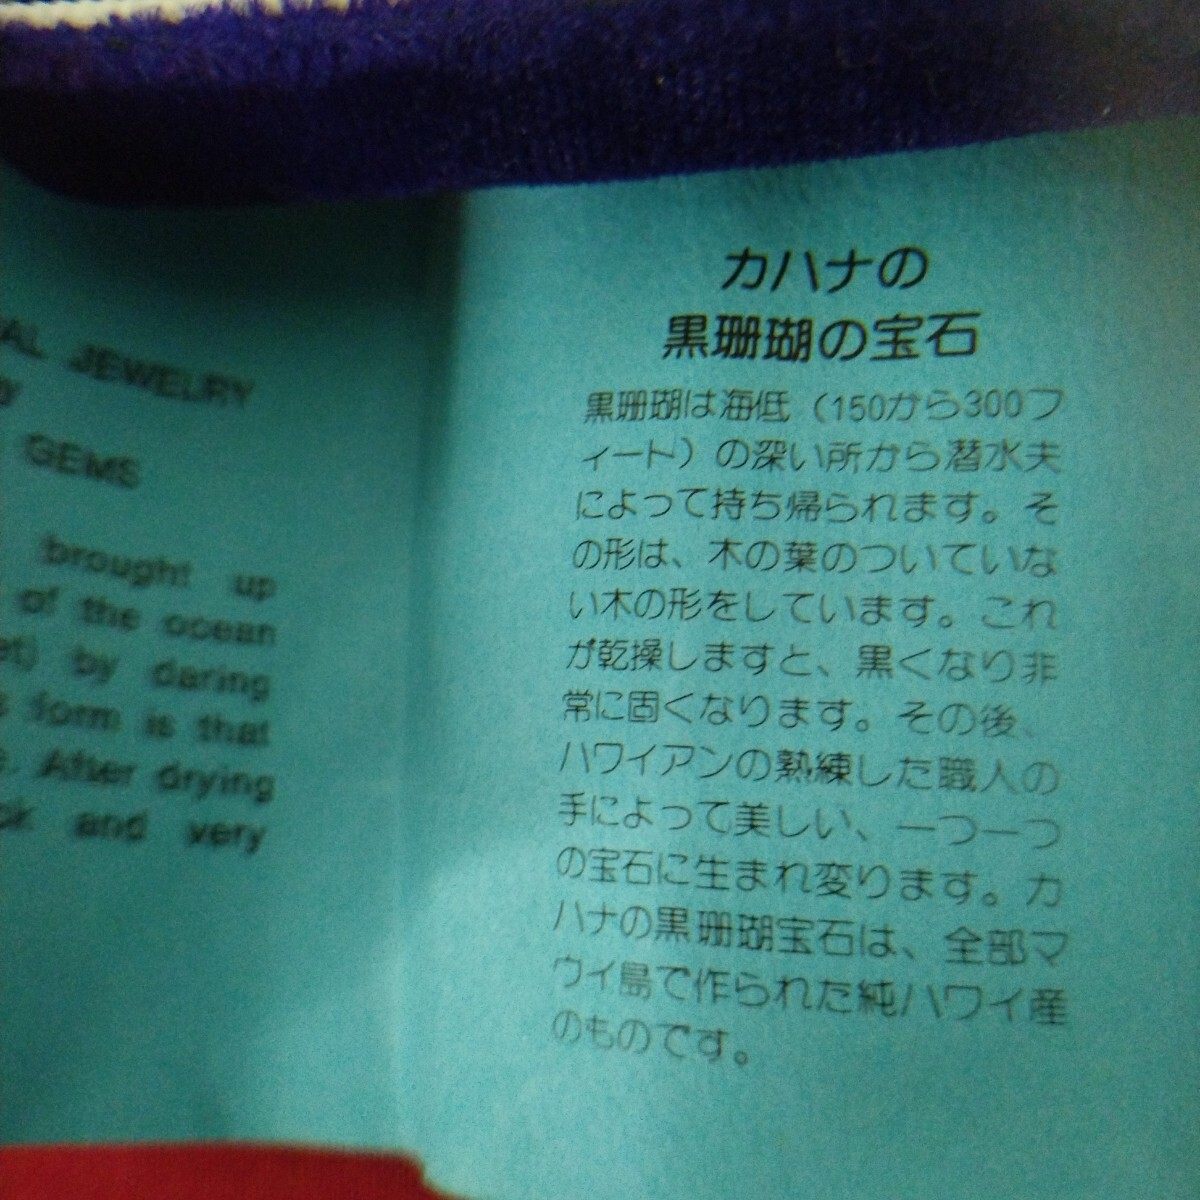 JEWELRY
GEMS
brought up
of the ocean
by daring
form is that
After drying
and very
カハナの
黒珊瑚の宝石
黒珊瑚は海低（150から300フ
ィート）の深い所から潜水夫
によって持ち帰られます。そ
の形は、木の葉のついていな
い木の形をしています。これ
が乾操しますと、黒くなり非
常に固くなります。その後、
ハワイアンの熟練した職人の
手によって美しい、一つ一つ
の宝石に生まれ変ります。カ
ハナの黒珊瑚宝石は、全部マ
ウイ島で作られた純ハワイ産
のものです。